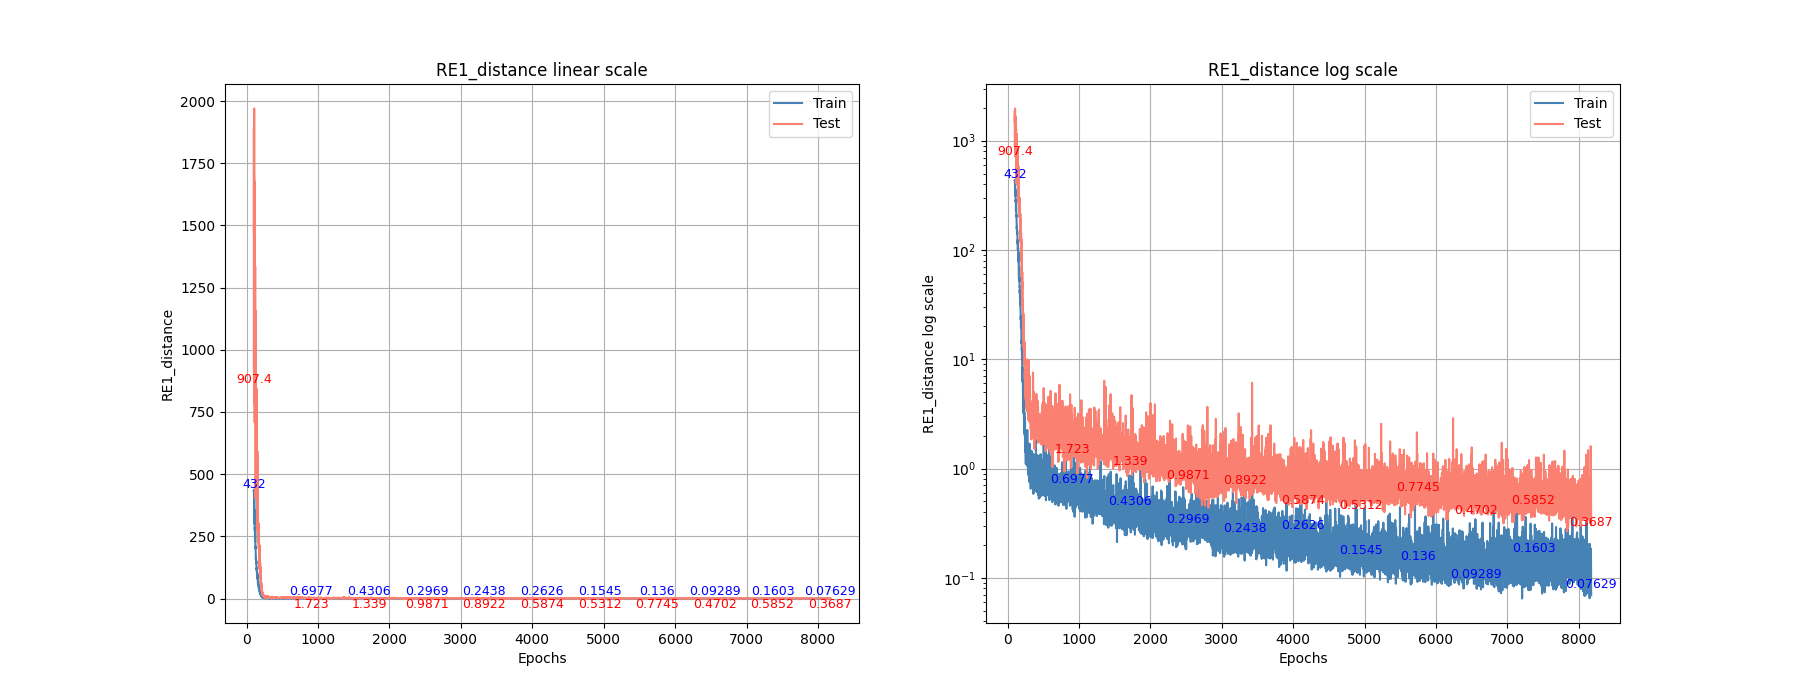 RE1_distance linear scale
2000
1750
1500
1250
1000
750
500
250
0
RE1_distance
Train
Test
907.4
432
0.6977 0.4306 0.2969 0.2438 0.2626 0.1545 0.136 0.09289 0.1603 0.07629
1.723 1.339 0.9871 0.8922 0.5874 0.5312 0.7745 0.4702 0.5852 0.3687
0 1000 2000 3000 4000 5000 6000 7000 8000
Epochs
RE1_distance log scale
10³
10²
10¹
10⁰
10⁻¹
RE1_distance log scale
Train
Test
907.4
432
1.723 1.339 0.9871 0.8922 0.5874 0.5312 0.7745 0.4702 0.5852 0.3687
0.6977 0.4306 0.2969 0.2438 0.2626 0.1545 0.136 0.09289 0.1603 0.07629
0 1000 2000 3000 4000 5000 6000 7000 8000
Epochs